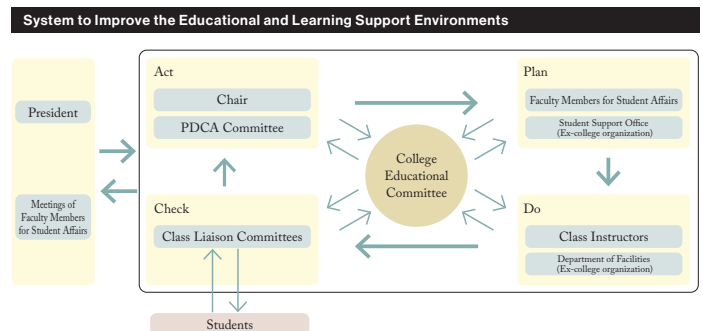 System to Improve the Educational and Learning Support Environments
President
Meetings of
Faculty Members
for Student Affairs
Act
Chair
PDCA Committee
Check
Class Liaison Committees
College
Educational
Committee
Plan
Faculty Members for Student Affairs
Student Support Office
(Ex-college organization)
Do
Class Instructors
Department of Facilities
(Ex-college organization)
Students